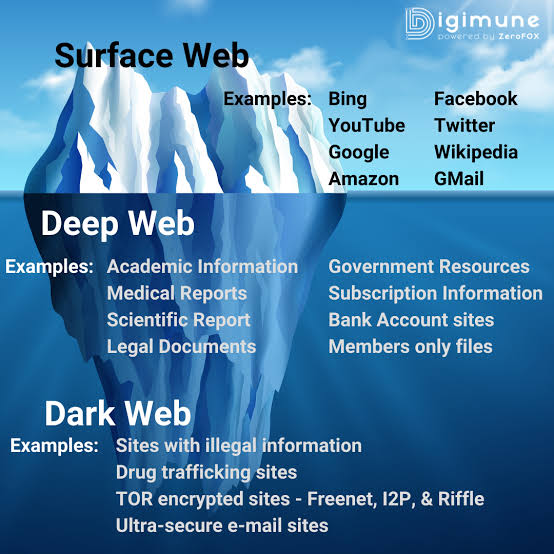 Digimune
powered by ZeroFOX
Surface Web
Examples: Bing Facebook
YouTube Twitter
Google Wikipedia
Amazon GMail
Deep Web
Examples: Academic Information Government Resources
Medical Reports Subscription Information
Scientific Report Bank Account sites
Legal Documents Members only files
Dark Web
Examples: Sites with illegal information
Drug trafficking sites
TOR encrypted sites - Freenet, I2P, & Riffle
Ultra-secure e-mail sites